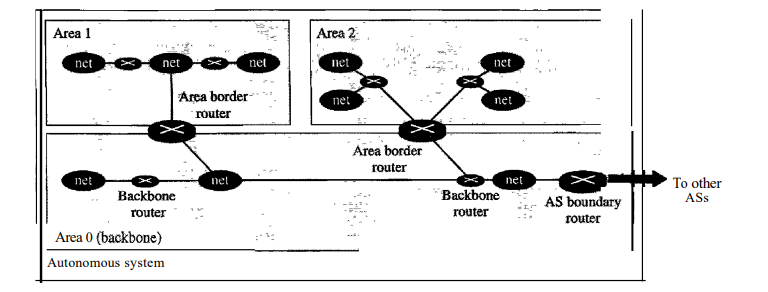 Area 1
Area 2
net
net
net
net
net
net
net
Area border
router
Area border
router
net
net
net
Backbone
router
Backbone
router
AS boundary
router
To other
ASs
Area 0 (backbone)
Autonomous system